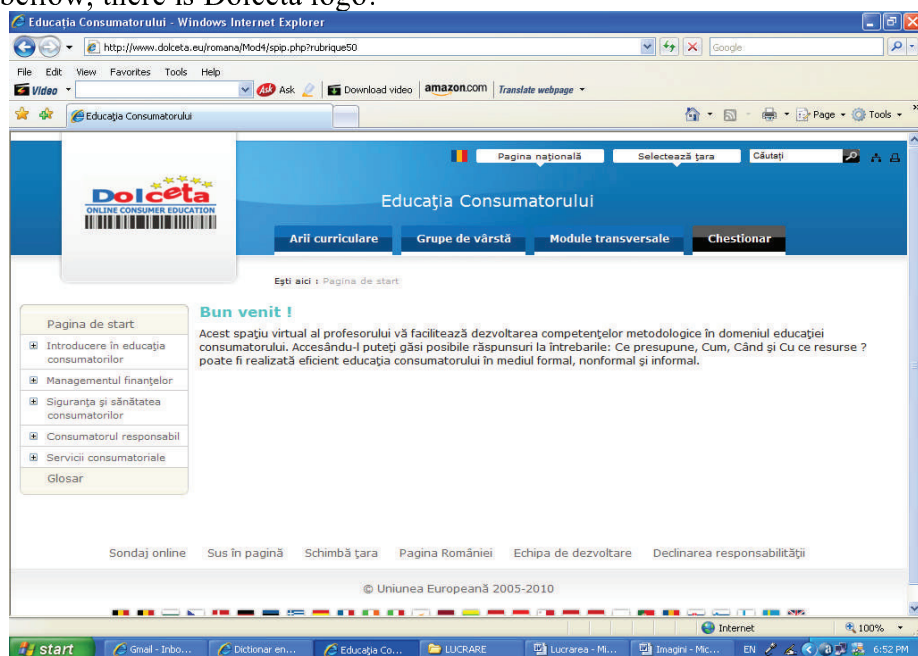 bellow, there is Dolceta logo.
Educaţia Consumatorului - Windows Internet Explorer
http://www.dolceta.eu/romana/Mod4/spip.php?rubrique50
Google
File Edit View Favorites Tools Help
Video Ask Download video amazon.com Translate webpage
Educaţia Consumatorului
Page Tools
Pagina naţională Selectează ţara Căutaţi
Dolceta
ONLINE CONSUMER EDUCATION
Educaţia Consumatorului
Arii curriculare Grupe de vârstă Module transversale Chestionar
Eşti aici : Pagina de start
Bun venit !
Acest spaţiu virtual al profesorului vă facilitează dezvoltarea competenţelor metodologice în domeniul educaţiei
consumatorului. Accesându-l puteţi găsi posibile răspunsuri la întrebarile: Ce presupune, Cum, Când şi Cu ce resurse ?
poate fi realizată eficient educaţia consumatorului în mediul formal, nonformal şi informal.
Pagina de start
Introducere în educaţia
consumatorilor
Managementul finanţelor
Siguranţa şi sănătatea
consumatorilor
Consumatorul responsabil
Servicii consumatoriale
Glosar
Sondaj online Sus în pagină Schimbă ţara Pagina României Echipa de dezvoltare Declinarea responsabilităţii
© Uniunea Europeană 2005-2010
Internet 100%
start Gmail - Inbo... Dictionar en... Educaţia Co... LUCRARE Lucrarea - Mi... Imagini - Mic... EN 6:52 PM